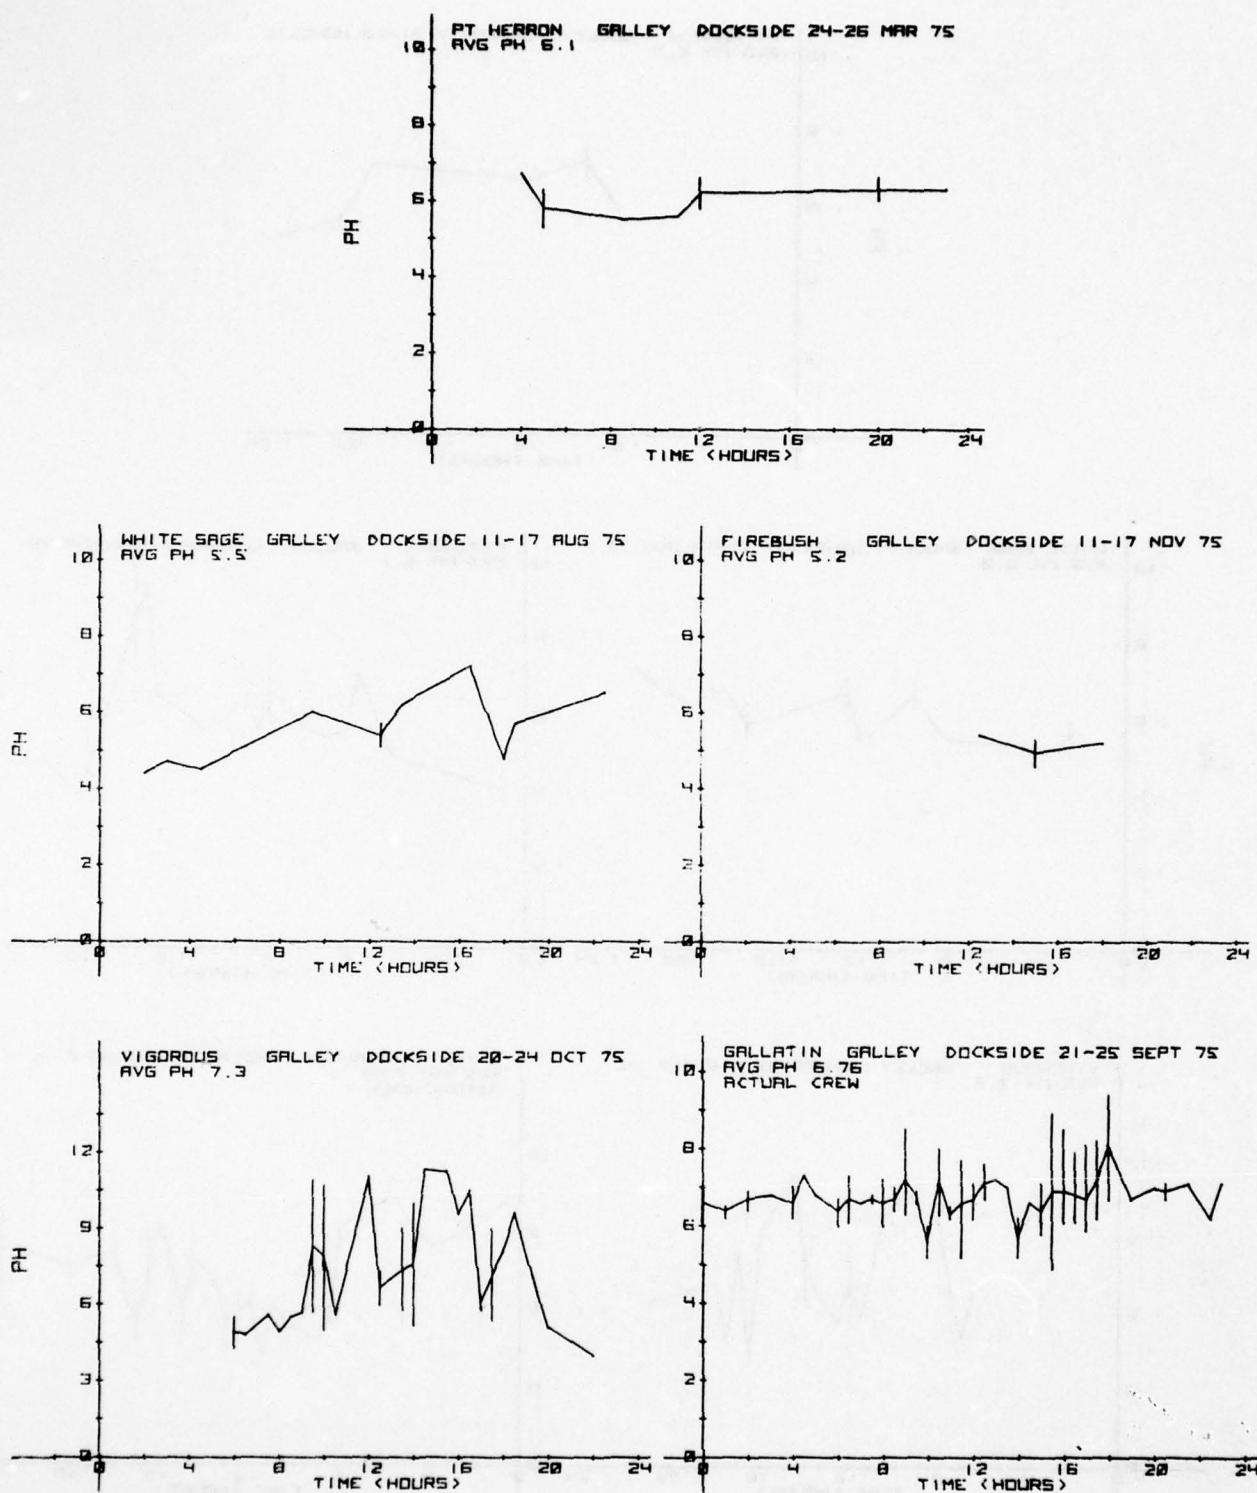 PT HERRON GALLEY DOCKSIDE 24-26 MAR 75
AVG PH 6.1
10
8
6
4
2
0
PH
0 4 8 12 16 20 24
TIME <HOURS>
WHITE SAGE GALLEY DOCKSIDE 11-17 AUG 75
AVG PH 5.5
10
8
6
4
2
0
PH
0 4 8 12 16 20 24
TIME <HOURS>
FIREBUSH GALLEY DOCKSIDE 11-17 NOV 75
AVG PH 5.2
10
8
6
4
2
0
0 4 8 12 16 20 24
TIME <HOURS>
VIGOROUS GALLEY DOCKSIDE 20-24 OCT 75
AVG PH 7.3
12
9
6
3
0
PH
0 4 8 12 16 20 24
TIME <HOURS>
GALLATIN GALLEY DOCKSIDE 21-25 SEPT 75
AVG PH 6.76
ACTUAL CREW
10
8
6
4
2
0
0 4 8 12 16 20 24
TIME <HOURS>